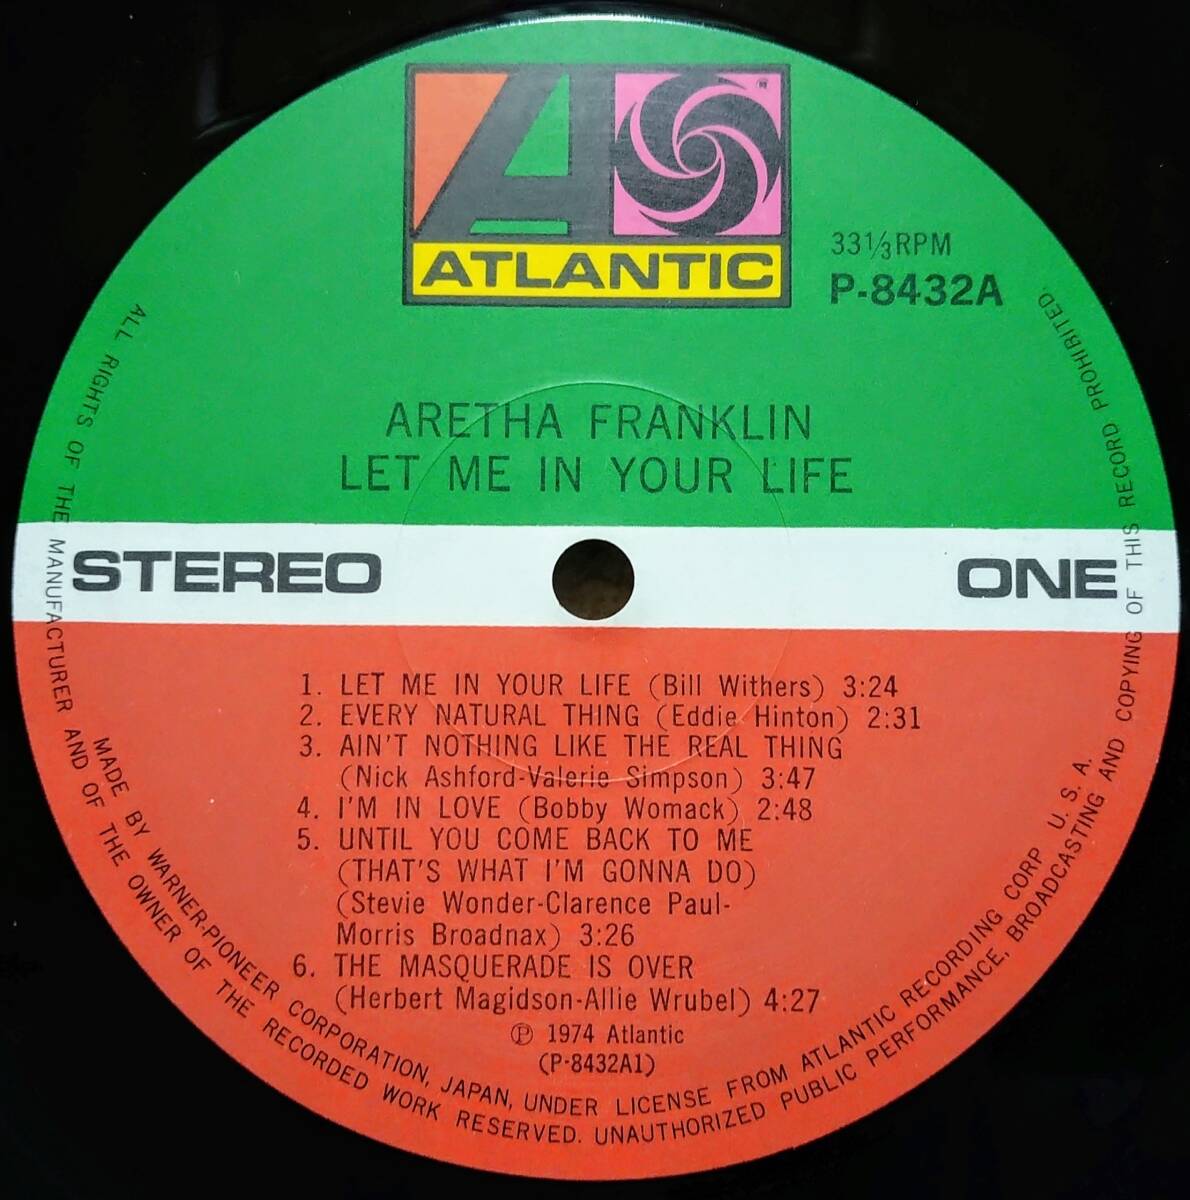 ATLANTIC
33⅓RPM
P-8432A
ARETHA FRANKLIN
LET ME IN YOUR LIFE
STEREO
ONE
1. LET ME IN YOUR LIFE (Bill Withers) 3:24
2. EVERY NATURAL THING (Eddie Hinton) 2:31
3. AIN'T NOTHING LIKE THE REAL THING
(Nick Ashford-Valerie Simpson) 3:47
4. I'M IN LOVE (Bobby Womack) 2:48
5. UNTIL YOU COME BACK TO ME
(THAT'S WHAT I'M GONNA DO)
(Stevie Wonder-Clarence Paul-
Morris Broadnax) 3:26
6. THE MASQUERADE IS OVER
(Herbert Magidson-Allie Wrubel) 4:27
℗ 1974 Atlantic
(P-8432A1)
MADE BY WARNER-PIONEER CORPORATION, JAPAN, UNDER LICENSE FROM ATLANTIC RECORDING CORP U. S. A.
ALL RIGHTS OF THE MANUFACTURER AND OF THE OWNER OF THE RECORDED WORK RESERVED. UNAUTHORIZED PUBLIC PERFORMANCE, BROADCASTING AND COPYING OF THIS RECORD PROHIBITED.